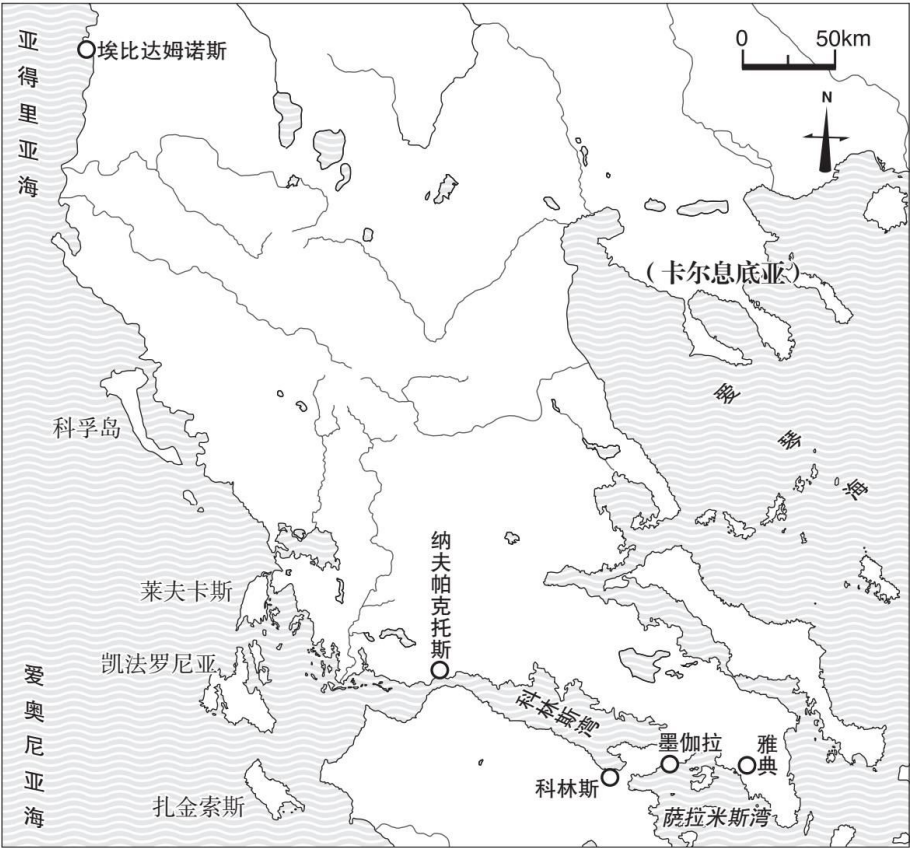 亚得里亚海
埃比达姆诺斯
0 50km
N
(卡尔息底亚)
爱琴海
科孚岛
纳夫帕克托斯
莱夫卡斯
凯法罗尼亚
爱奥尼亚海
科林斯湾
墨伽拉
雅典
科林斯
扎金索斯
萨拉米斯湾